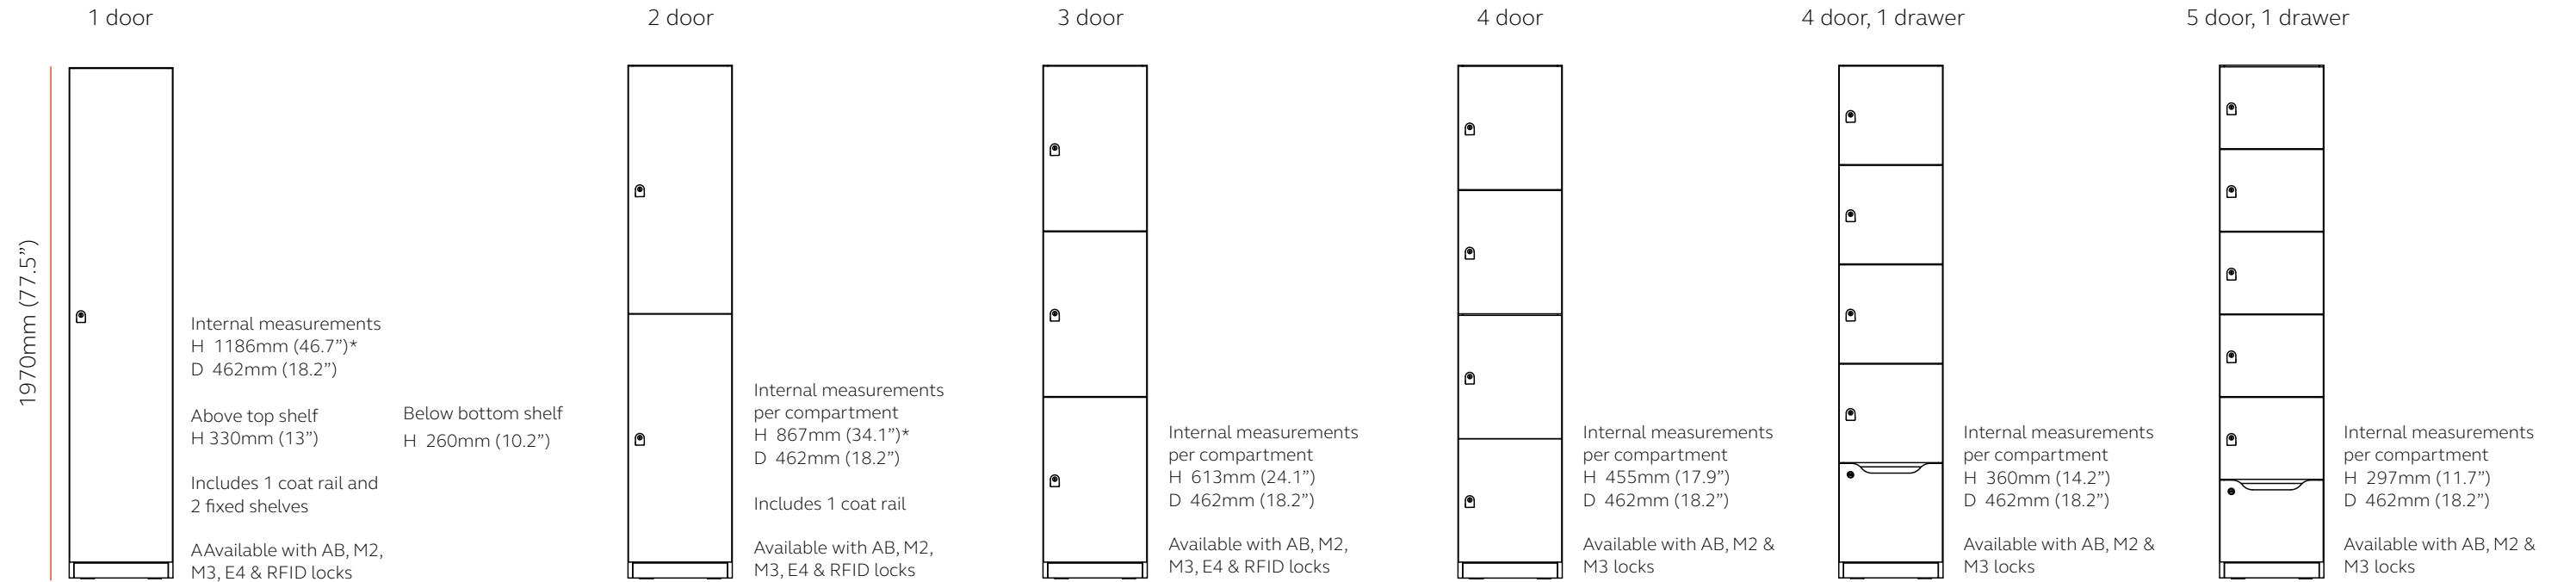 1 door
1970mm (77.5”)
Internal measurements
H 1186mm (46.7”)*
D 462mm (18.2”)
Above top shelf
H 330mm (13”)
Below bottom shelf
H 260mm (10.2”)
Includes 1 coat rail and
2 fixed shelves
AAvailable with AB, M2,
M3, E4 & RFID locks
2 door
Internal measurements
per compartment
H 867mm (34.1”)*
D 462mm (18.2”)
Includes 1 coat rail
Available with AB, M2,
M3, E4 & RFID locks
3 door
Internal measurements
per compartment
H 613mm (24.1”)
D 462mm (18.2”)
Available with AB, M2,
M3, E4 & RFID locks
4 door
Internal measurements
per compartment
H 455mm (17.9”)
D 462mm (18.2”)
Available with AB, M2 &
M3 locks
4 door, 1 drawer
Internal measurements
per compartment
H 360mm (14.2”)
D 462mm (18.2”)
Available with AB, M2 &
M3 locks
5 door, 1 drawer
Internal measurements
per compartment
H 297mm (11.7”)
D 462mm (18.2”)
Available with AB, M2 &
M3 locks